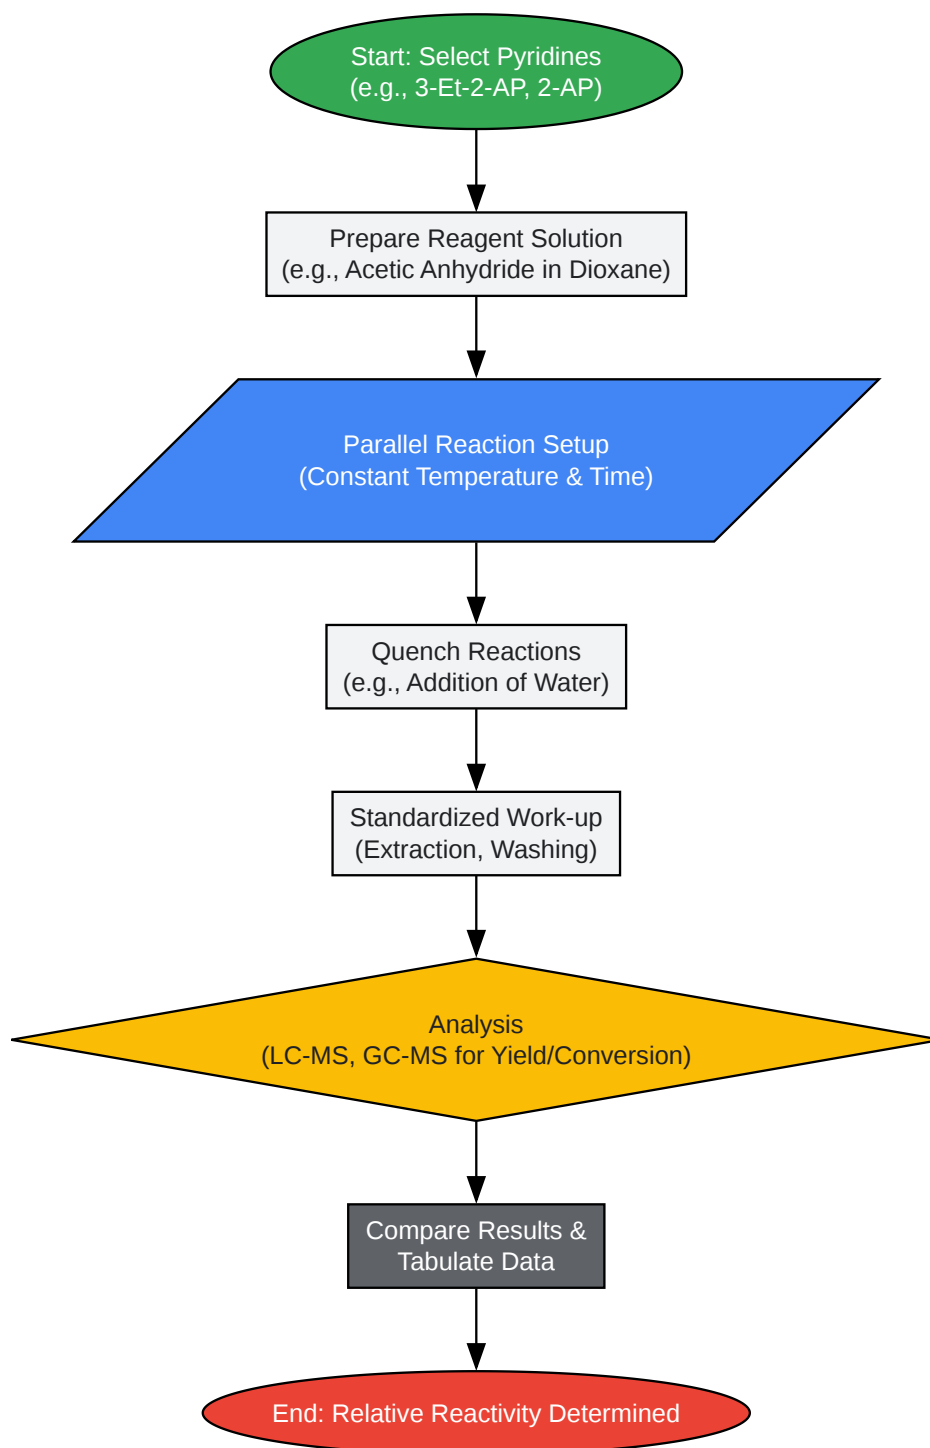 Start: Select Pyridines
(e.g., 3-Et-2-AP, 2-AP)
Prepare Reagent Solution
(e.g., Acetic Anhydride in Dioxane)
Parallel Reaction Setup
(Constant Temperature & Time)
Quench Reactions
(e.g., Addition of Water)
Standardized Work-up
(Extraction, Washing)
Analysis
(LC-MS, GC-MS for Yield/Conversion)
Compare Results &
Tabulate Data
End: Relative Reactivity Determined